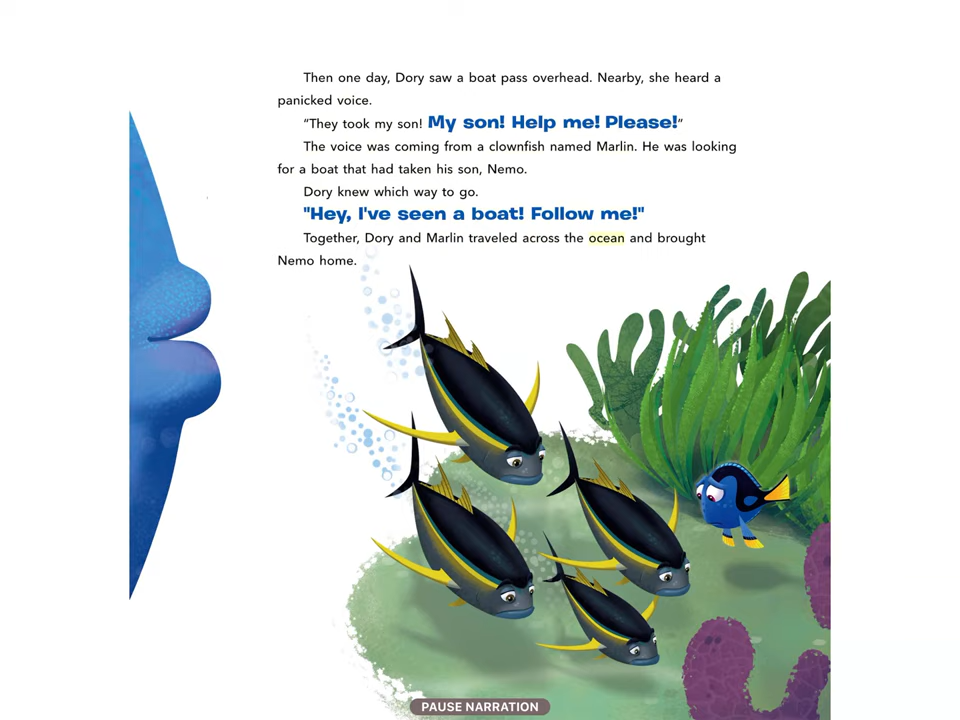 Then one day, Dory saw a boat pass overhead. Nearby, she heard a
panicked voice.
“They took my son! My son! Help me! Please!”
The voice was coming from a clownfish named Marlin. He was looking
for a boat that had taken his son, Nemo.
Dory knew which way to go.
"Hey, I've seen a boat! Follow me!"
Together, Dory and Marlin traveled across the ocean and brought
Nemo home.
PAUSE NARRATION